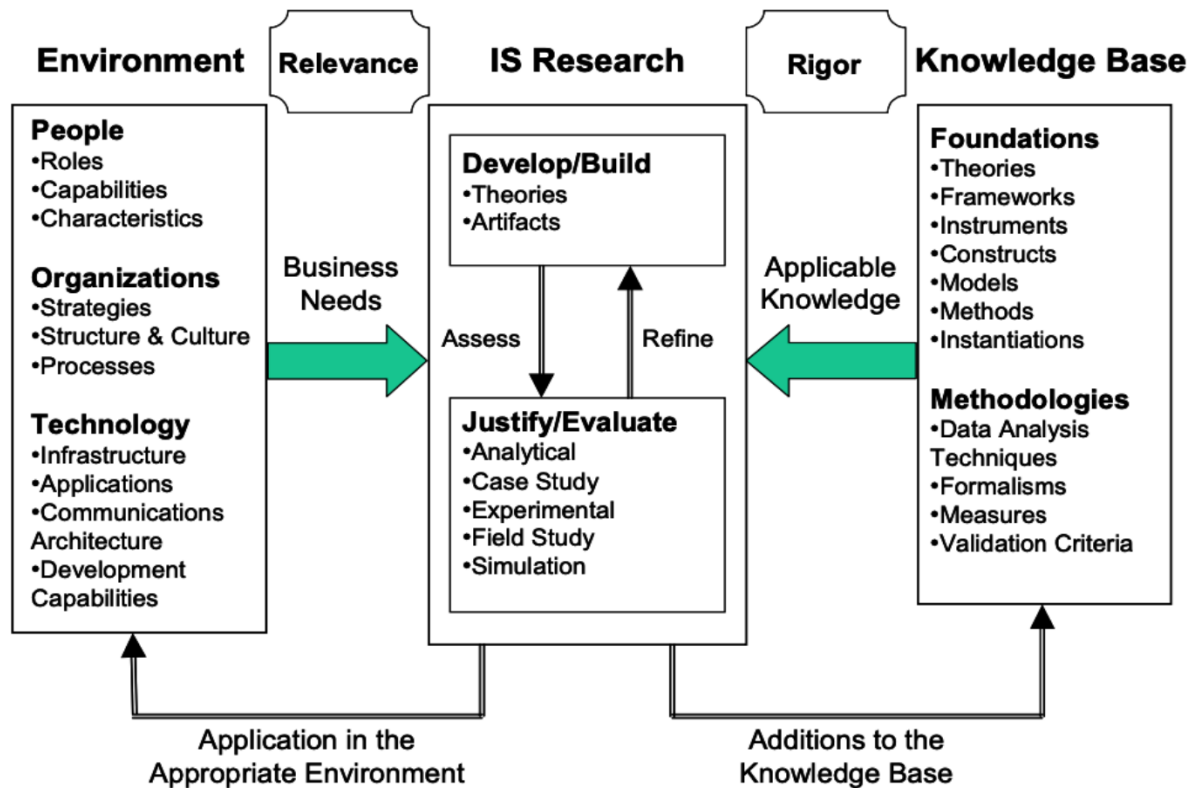 Environment
Relevance
IS Research
Rigor
Knowledge Base
People
•Roles
•Capabilities
•Characteristics
Organizations
•Strategies
•Structure & Culture
•Processes
Technology
•Infrastructure
•Applications
•Communications
Architecture
•Development
Capabilities
Business
Needs
Develop/Build
•Theories
•Artifacts
Assess
Refine
Justify/Evaluate
•Analytical
•Case Study
•Experimental
•Field Study
•Simulation
Applicable
Knowledge
Foundations
•Theories
•Frameworks
•Instruments
•Constructs
•Models
•Methods
•Instantiations
Methodologies
•Data Analysis
Techniques
•Formalisms
•Measures
•Validation Criteria
Application in the
Appropriate Environment
Additions to the
Knowledge Base